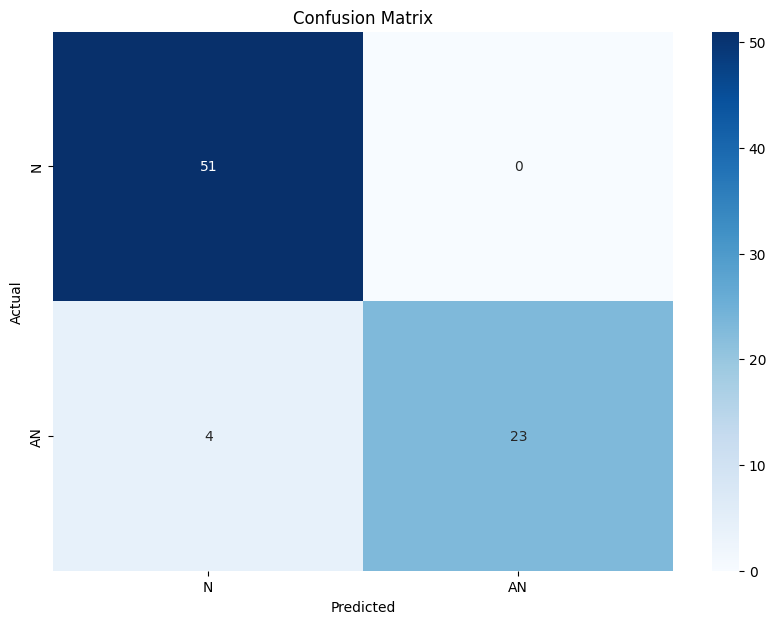 Confusion Matrix
50
40
30
20
10
0
Actual
N
51
0
AN
4
23
N
AN
Predicted